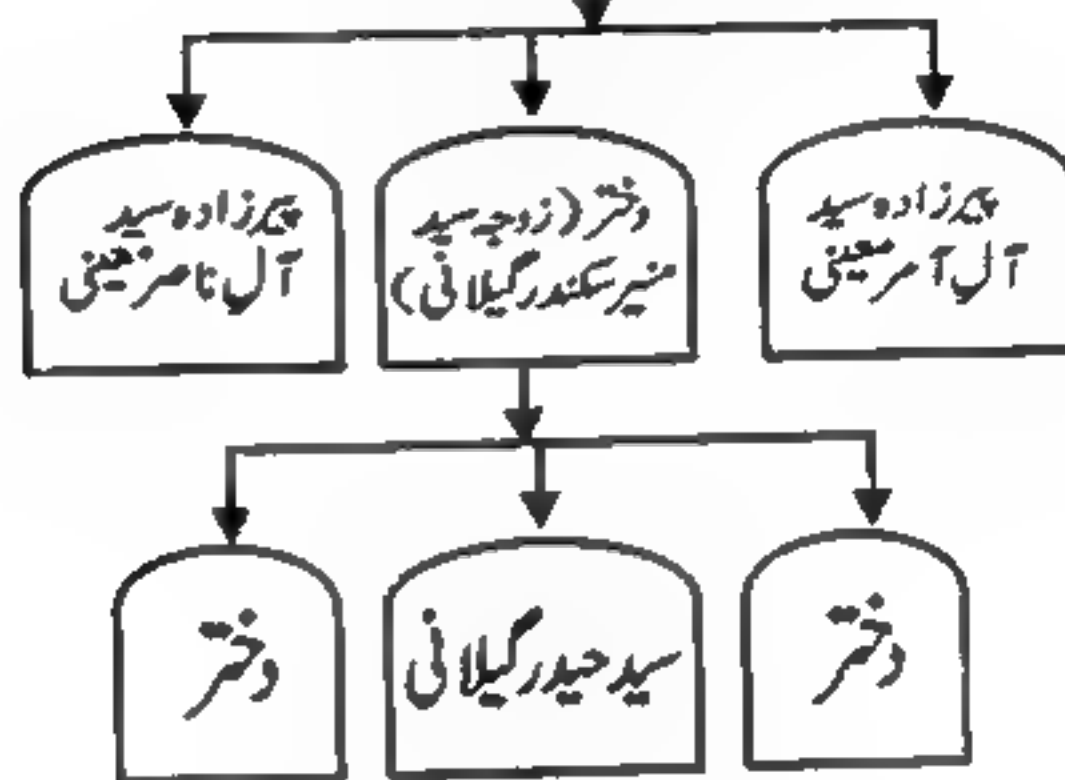 پیرزادہ سید
آلِ آمر معینی
دختر (زوجہ سید
منیر سکندر گیلانی)
پیرزادہ سید
آلِ ناصر معینی
دختر
سید حیدر گیلانی
دختر